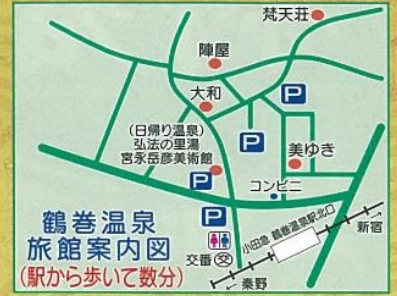 梵天荘
陣屋
大和
P
(日帰り温泉)
弘法の里湯
宮永岳彦美術館
P
美ゆき
P
コンビニ
P
小田急 鶴巻温泉駅北口
新宿
交番 交
← 秦野
鶴巻温泉
旅館案内図
(駅から歩いて数分)